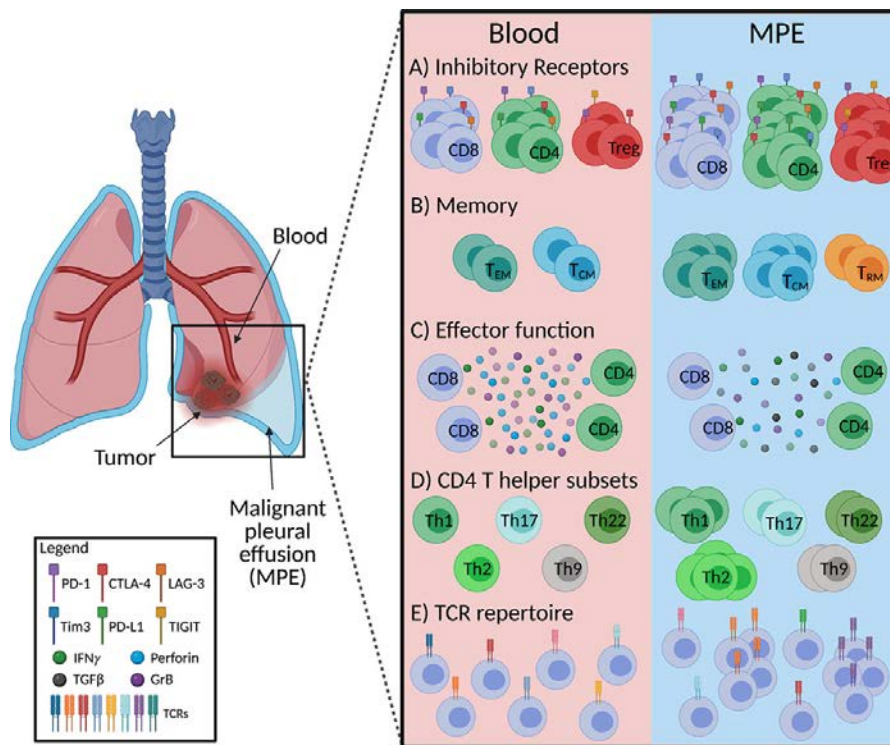 Blood
MPE
A) Inhibitory Receptors
CD8
CD4
Treg
CD8
CD4
Tre
B) Memory
TEM
TCM
TEM
TCM
TRM
C) Effector function
CD8
CD4
CD8
CD4
CD8
CD4
CD8
CD4
D) CD4 T helper subsets
Th1
Th17
Th22
Th2
Th9
Th1
Th17
Th22
Th2
Th9
E) TCR repertoire
Blood
Tumor
Malignant
pleural
effusion
(MPE)
Legend
PD-1
CTLA-4
LAG-3
Tim3
PD-L1
TIGIT
IFNγ
Perforin
TGFβ
GrB
TCRs